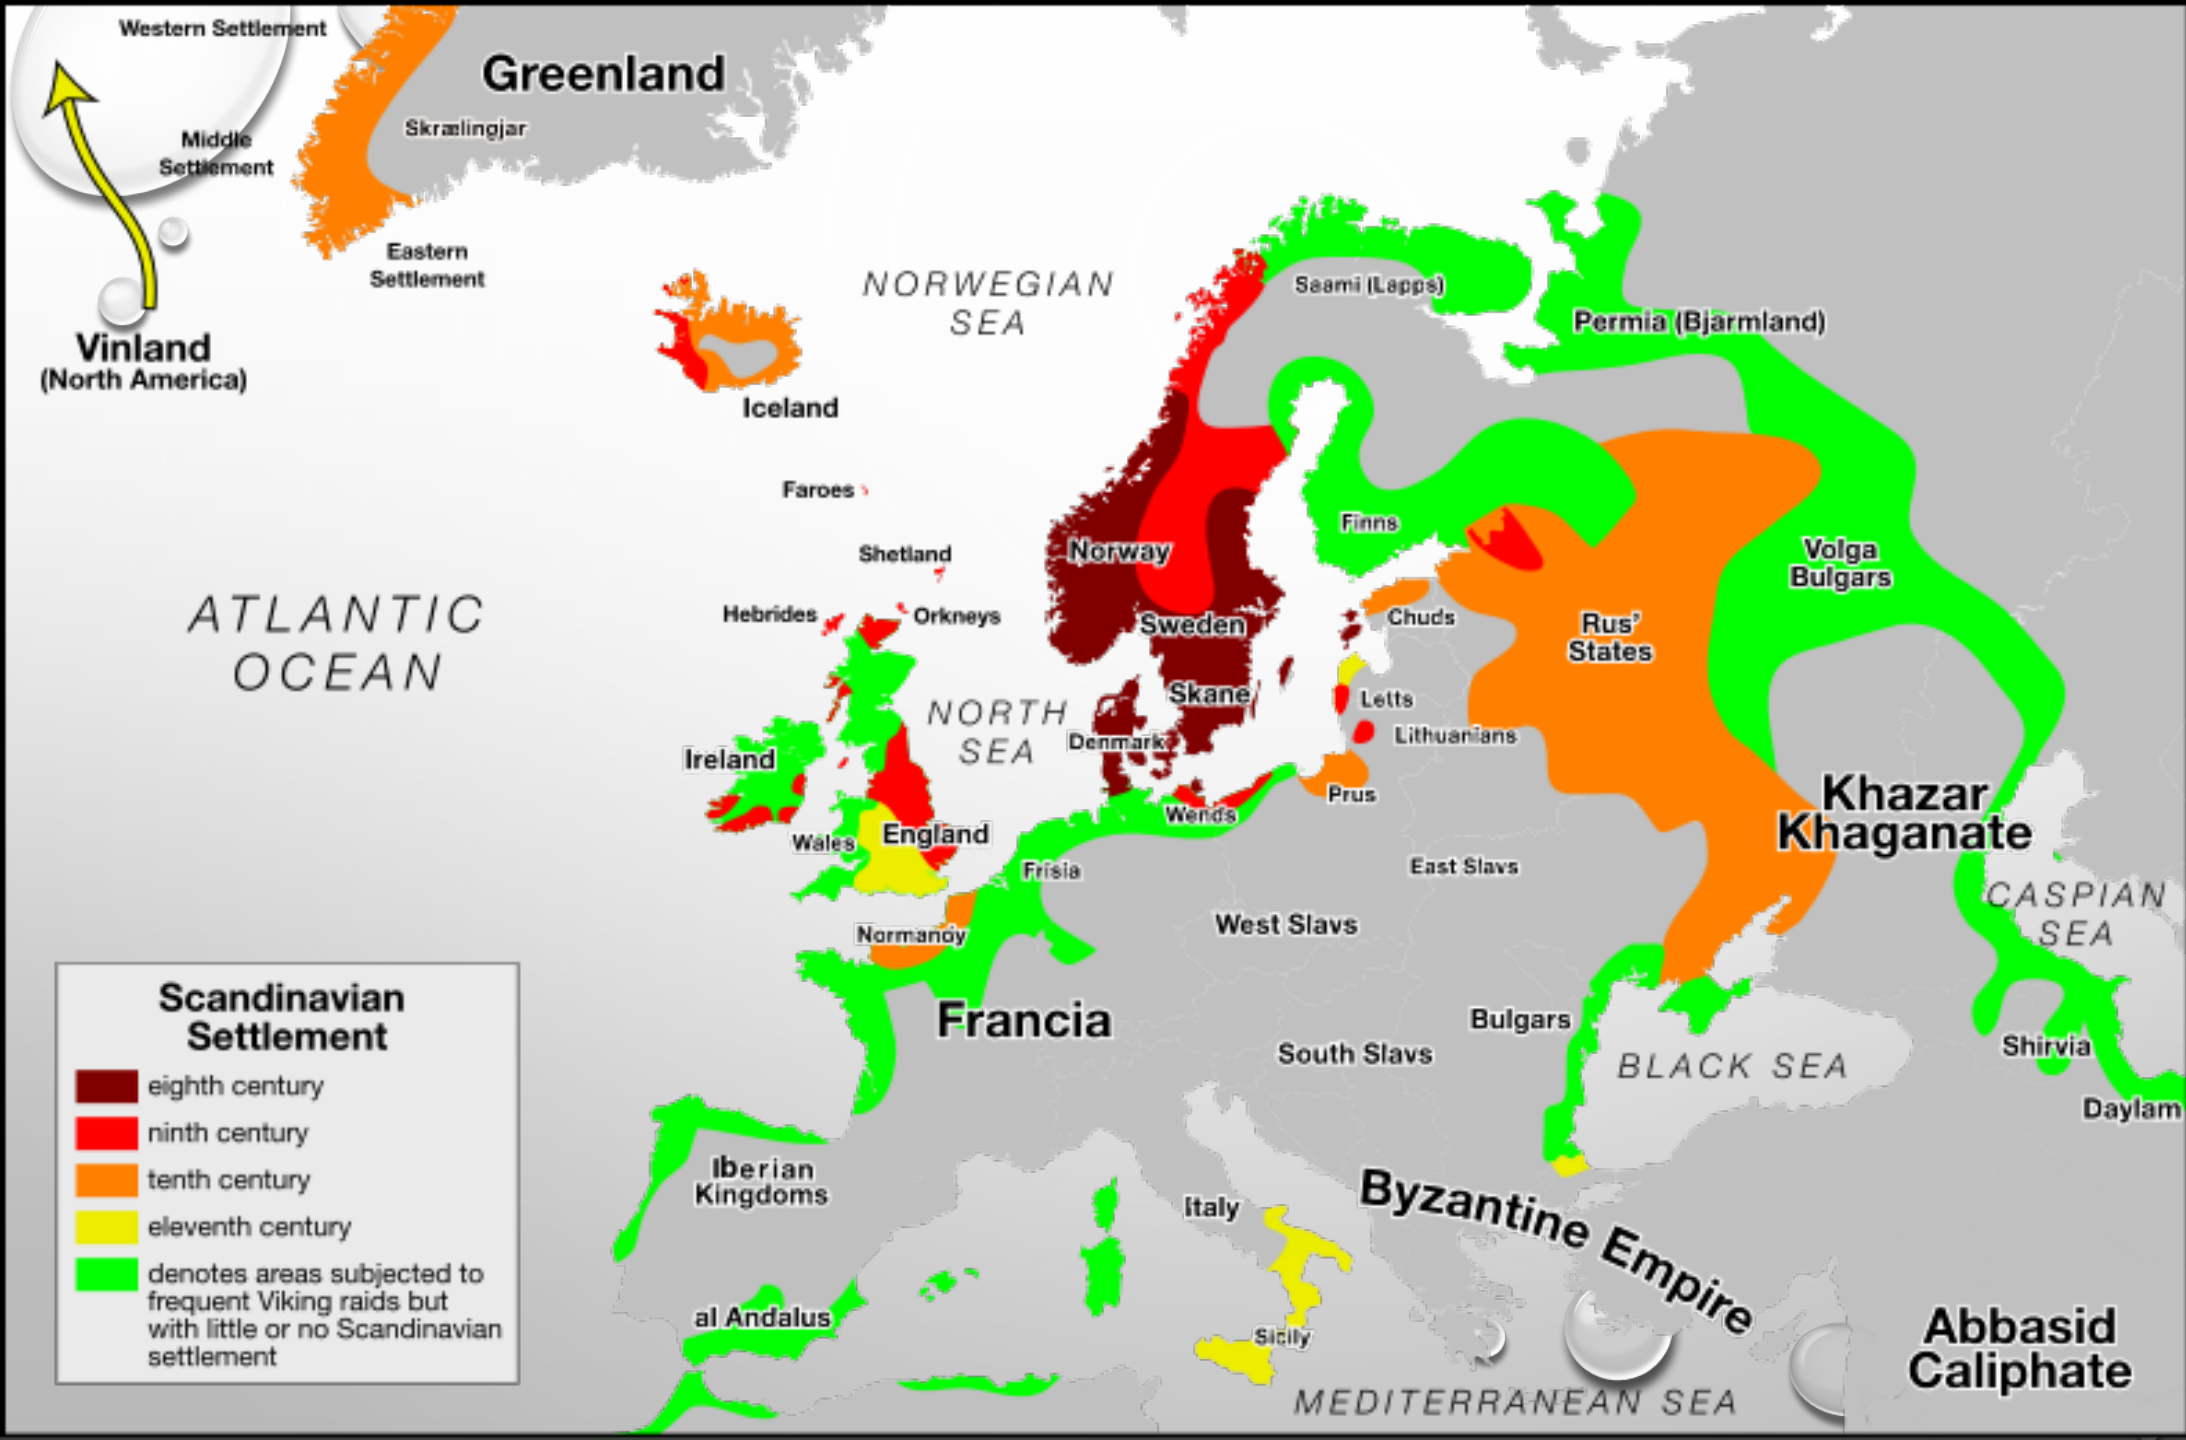 Western Settlement
Greenland
Skrælingjar
Middle
Settlement
Eastern
Settlement
NORWEGIAN
SEA
Saami (Lapps)
Permia (Bjarmland)
Vinland
(North America)
Iceland
Faroes
Finns
Norway
Volga
Bulgars
Shetland
ATLANTIC
OCEAN
Hebrides
Orkneys
Chuds
Sweden
Rus'
States
Skane
Letts
NORTH
SEA
Denmark
Lithuanians
Ireland
Prus
Wends
Khazar
Khaganate
Wales
England
Frisia
East Slavs
CASPIAN
SEA
West Slavs
Normandy
Francia
Bulgars
South Slavs
BLACK SEA
Shirvia
Daylam
Scandinavian
Settlement
eighth century
ninth century
tenth century
eleventh century
denotes areas subjected to
frequent Viking raids but
with little or no Scandinavian
settlement
Iberian
Kingdoms
Italy
Byzantine Empire
al Andalus
Sicily
Abbasid
Caliphate
MEDITERRANEAN SEA